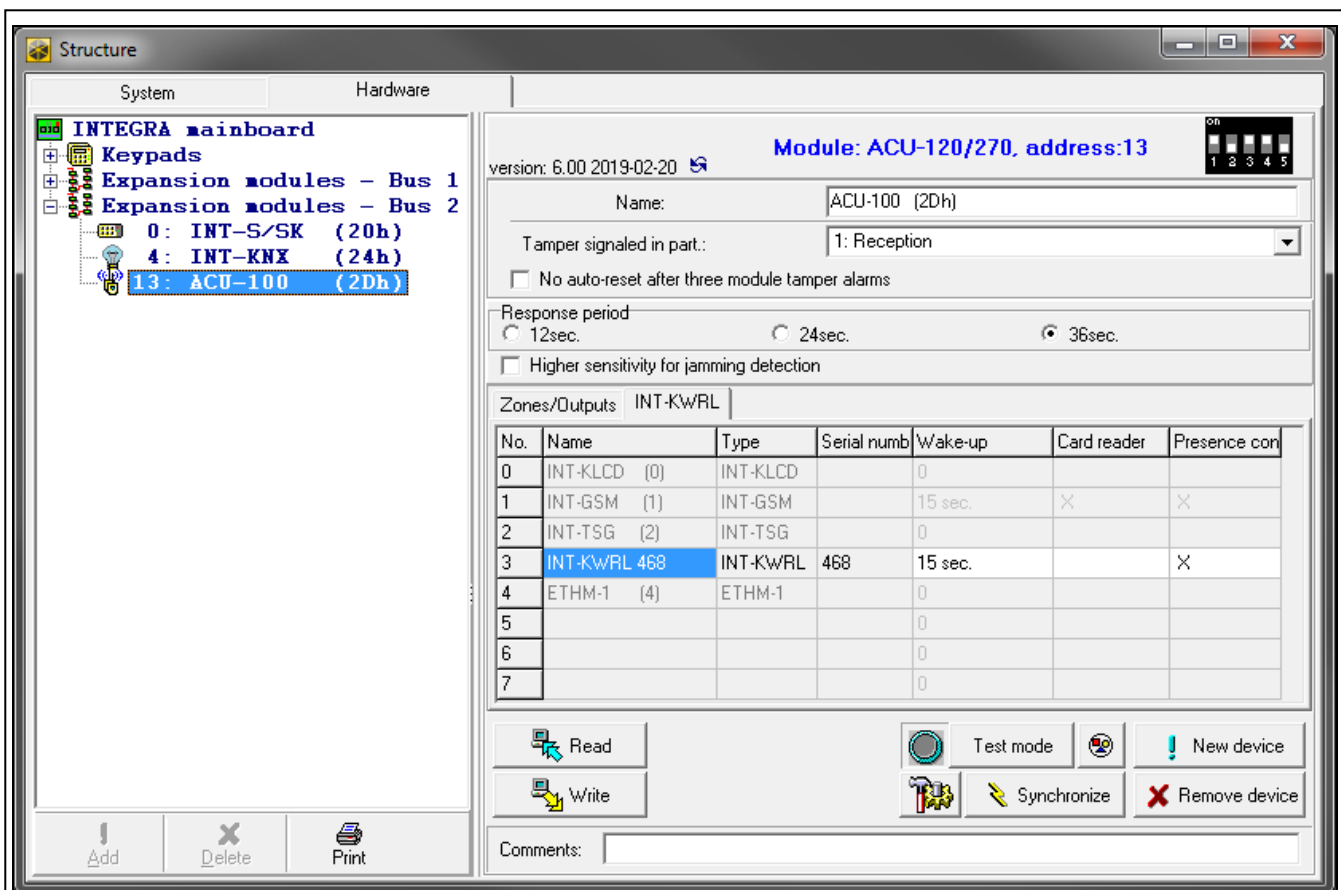 Structure
System Hardware
INTEGRA mainboard
Keypads
Expansion modules – Bus 1
Expansion modules – Bus 2
0: INT-S/SK (20h)
4: INT-KNX (24h)
13: ACU-100 (2Dh)
Add Delete Print
version: 6.00 2019-02-20 Module: ACU-120/270, address:13
on
1 2 3 4 5
Name: ACU-100 (2Dh)
Tamper signaled in part.: 1: Reception
No auto-reset after three module tamper alarms
Response period
12sec. 24sec. 36sec.
Higher sensitivity for jamming detection
Zones/Outputs INT-KWRL
No. Name Type Serial numb Wake-up Card reader Presence con
0 INT-KLCD (0) INT-KLCD 0
1 INT-GSM (1) INT-GSM 15 sec. X X
2 INT-TSG (2) INT-TSG 0
3 INT-KWRL 468 INT-KWRL 468 15 sec. X
4 ETHM-1 (4) ETHM-1 0
5 0
6 0
7 0
Read Test mode New device
Write Synchronize Remove device
Comments: